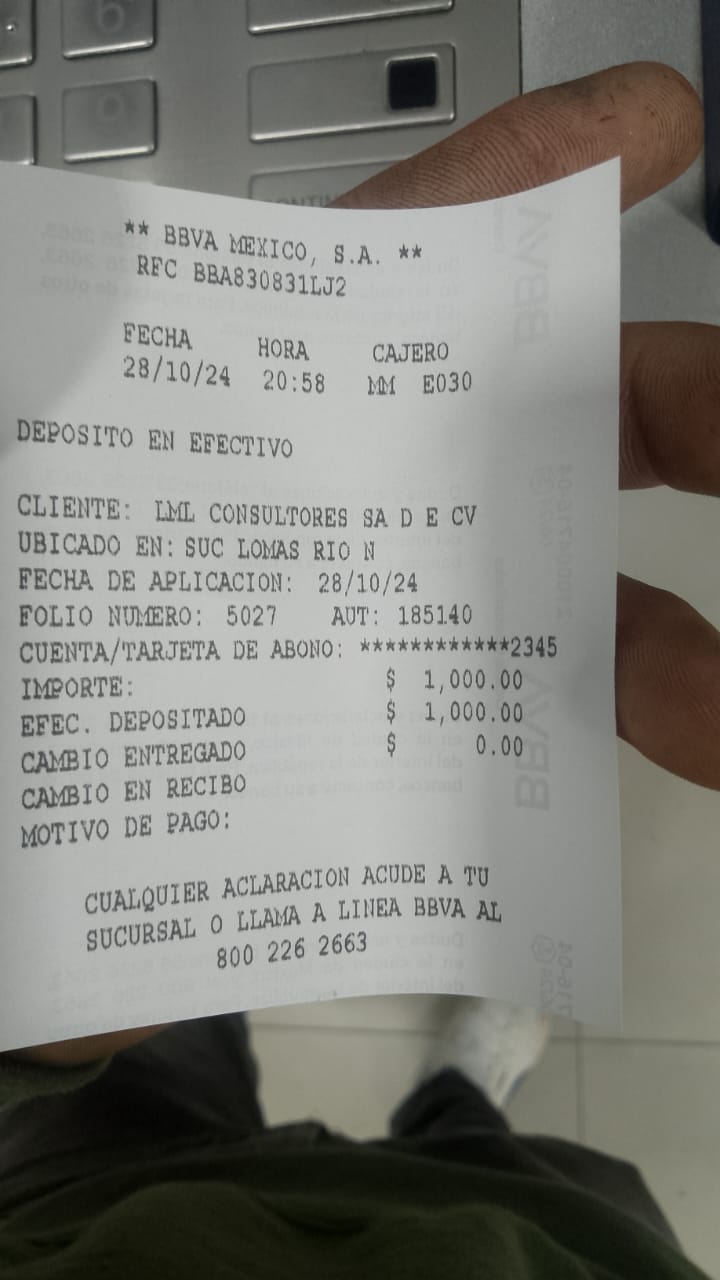 ** BBVA MEXICO, S.A. **
RFC BBA830831LJ2
FECHA HORA CAJERO
28/10/24 20:58 MM E030
DEPOSITO EN EFECTIVO
CLIENTE: LML CONSULTORES SA D E CV
UBICADO EN: SUC LOMAS RIO N
FECHA DE APLICACION: 28/10/24
FOLIO NUMERO: 5027 AUT: 185140
CUENTA/TARJETA DE ABONO: ************2345
IMPORTE: $ 1,000.00
EFEC. DEPOSITADO $ 1,000.00
CAMBIO ENTREGADO $ 0.00
CAMBIO EN RECIBO
MOTIVO DE PAGO:
CUALQUIER ACLARACION ACUDE A TU
SUCURSAL O LLAMA A LINEA BBVA AL
800 226 2663
BBVA
BBVA